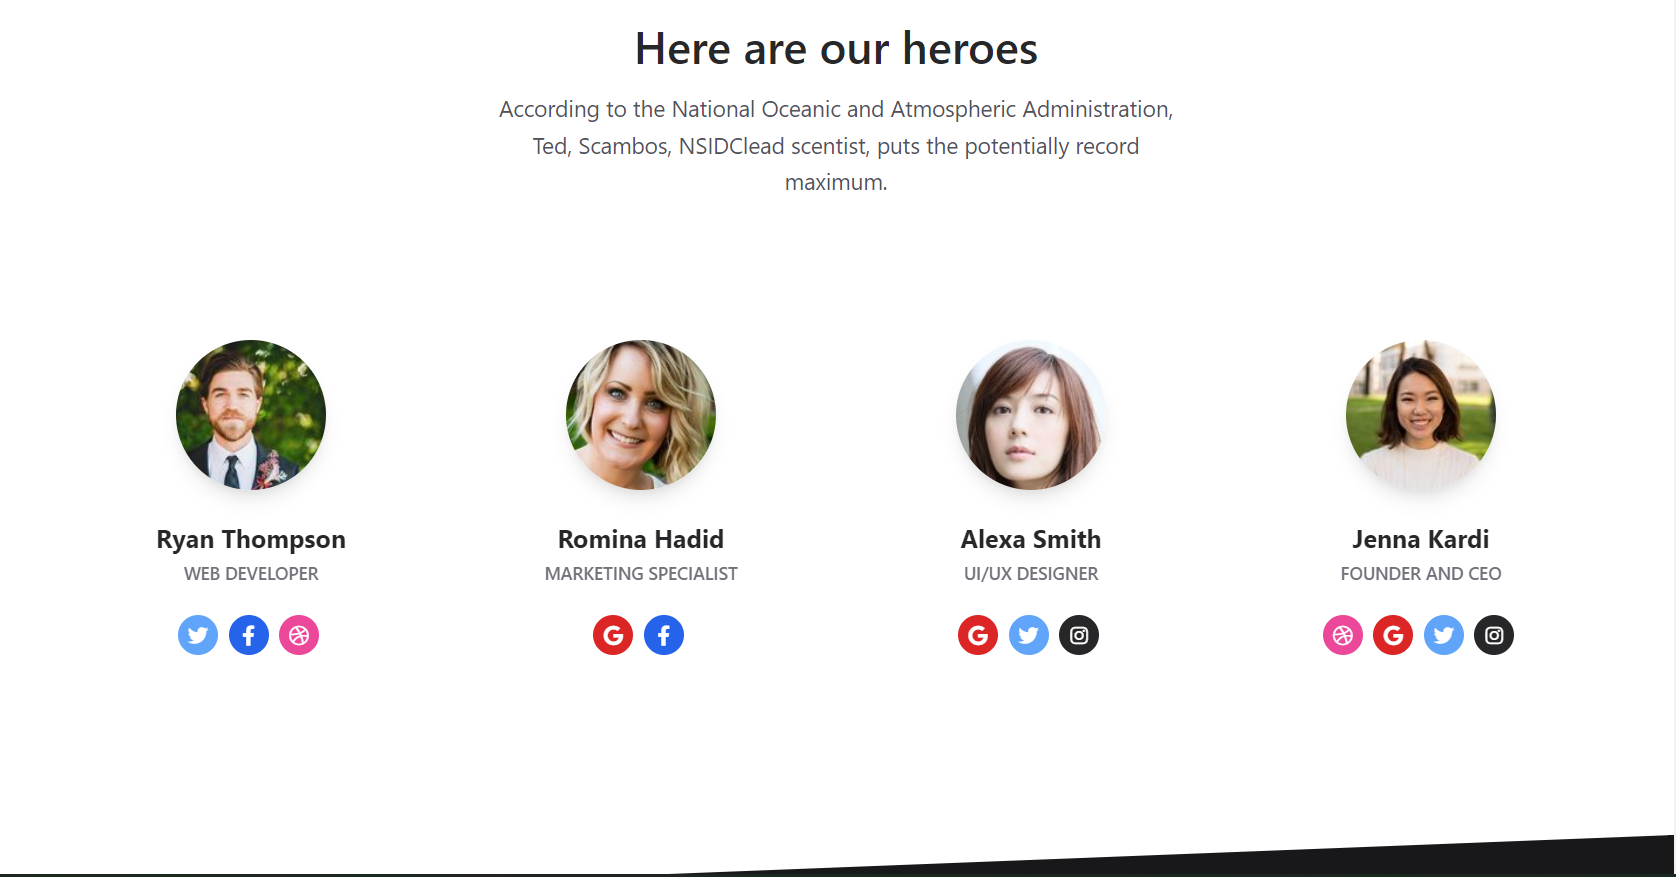 Here are our heroes
According to the National Oceanic and Atmospheric Administration,
Ted, Scambos, NSIDClead scentist, puts the potentially record
maximum.
Ryan Thompson
WEB DEVELOPER
Romina Hadid
MARKETING SPECIALIST
Alexa Smith
UI/UX DESIGNER
Jenna Kardi
FOUNDER AND CEO